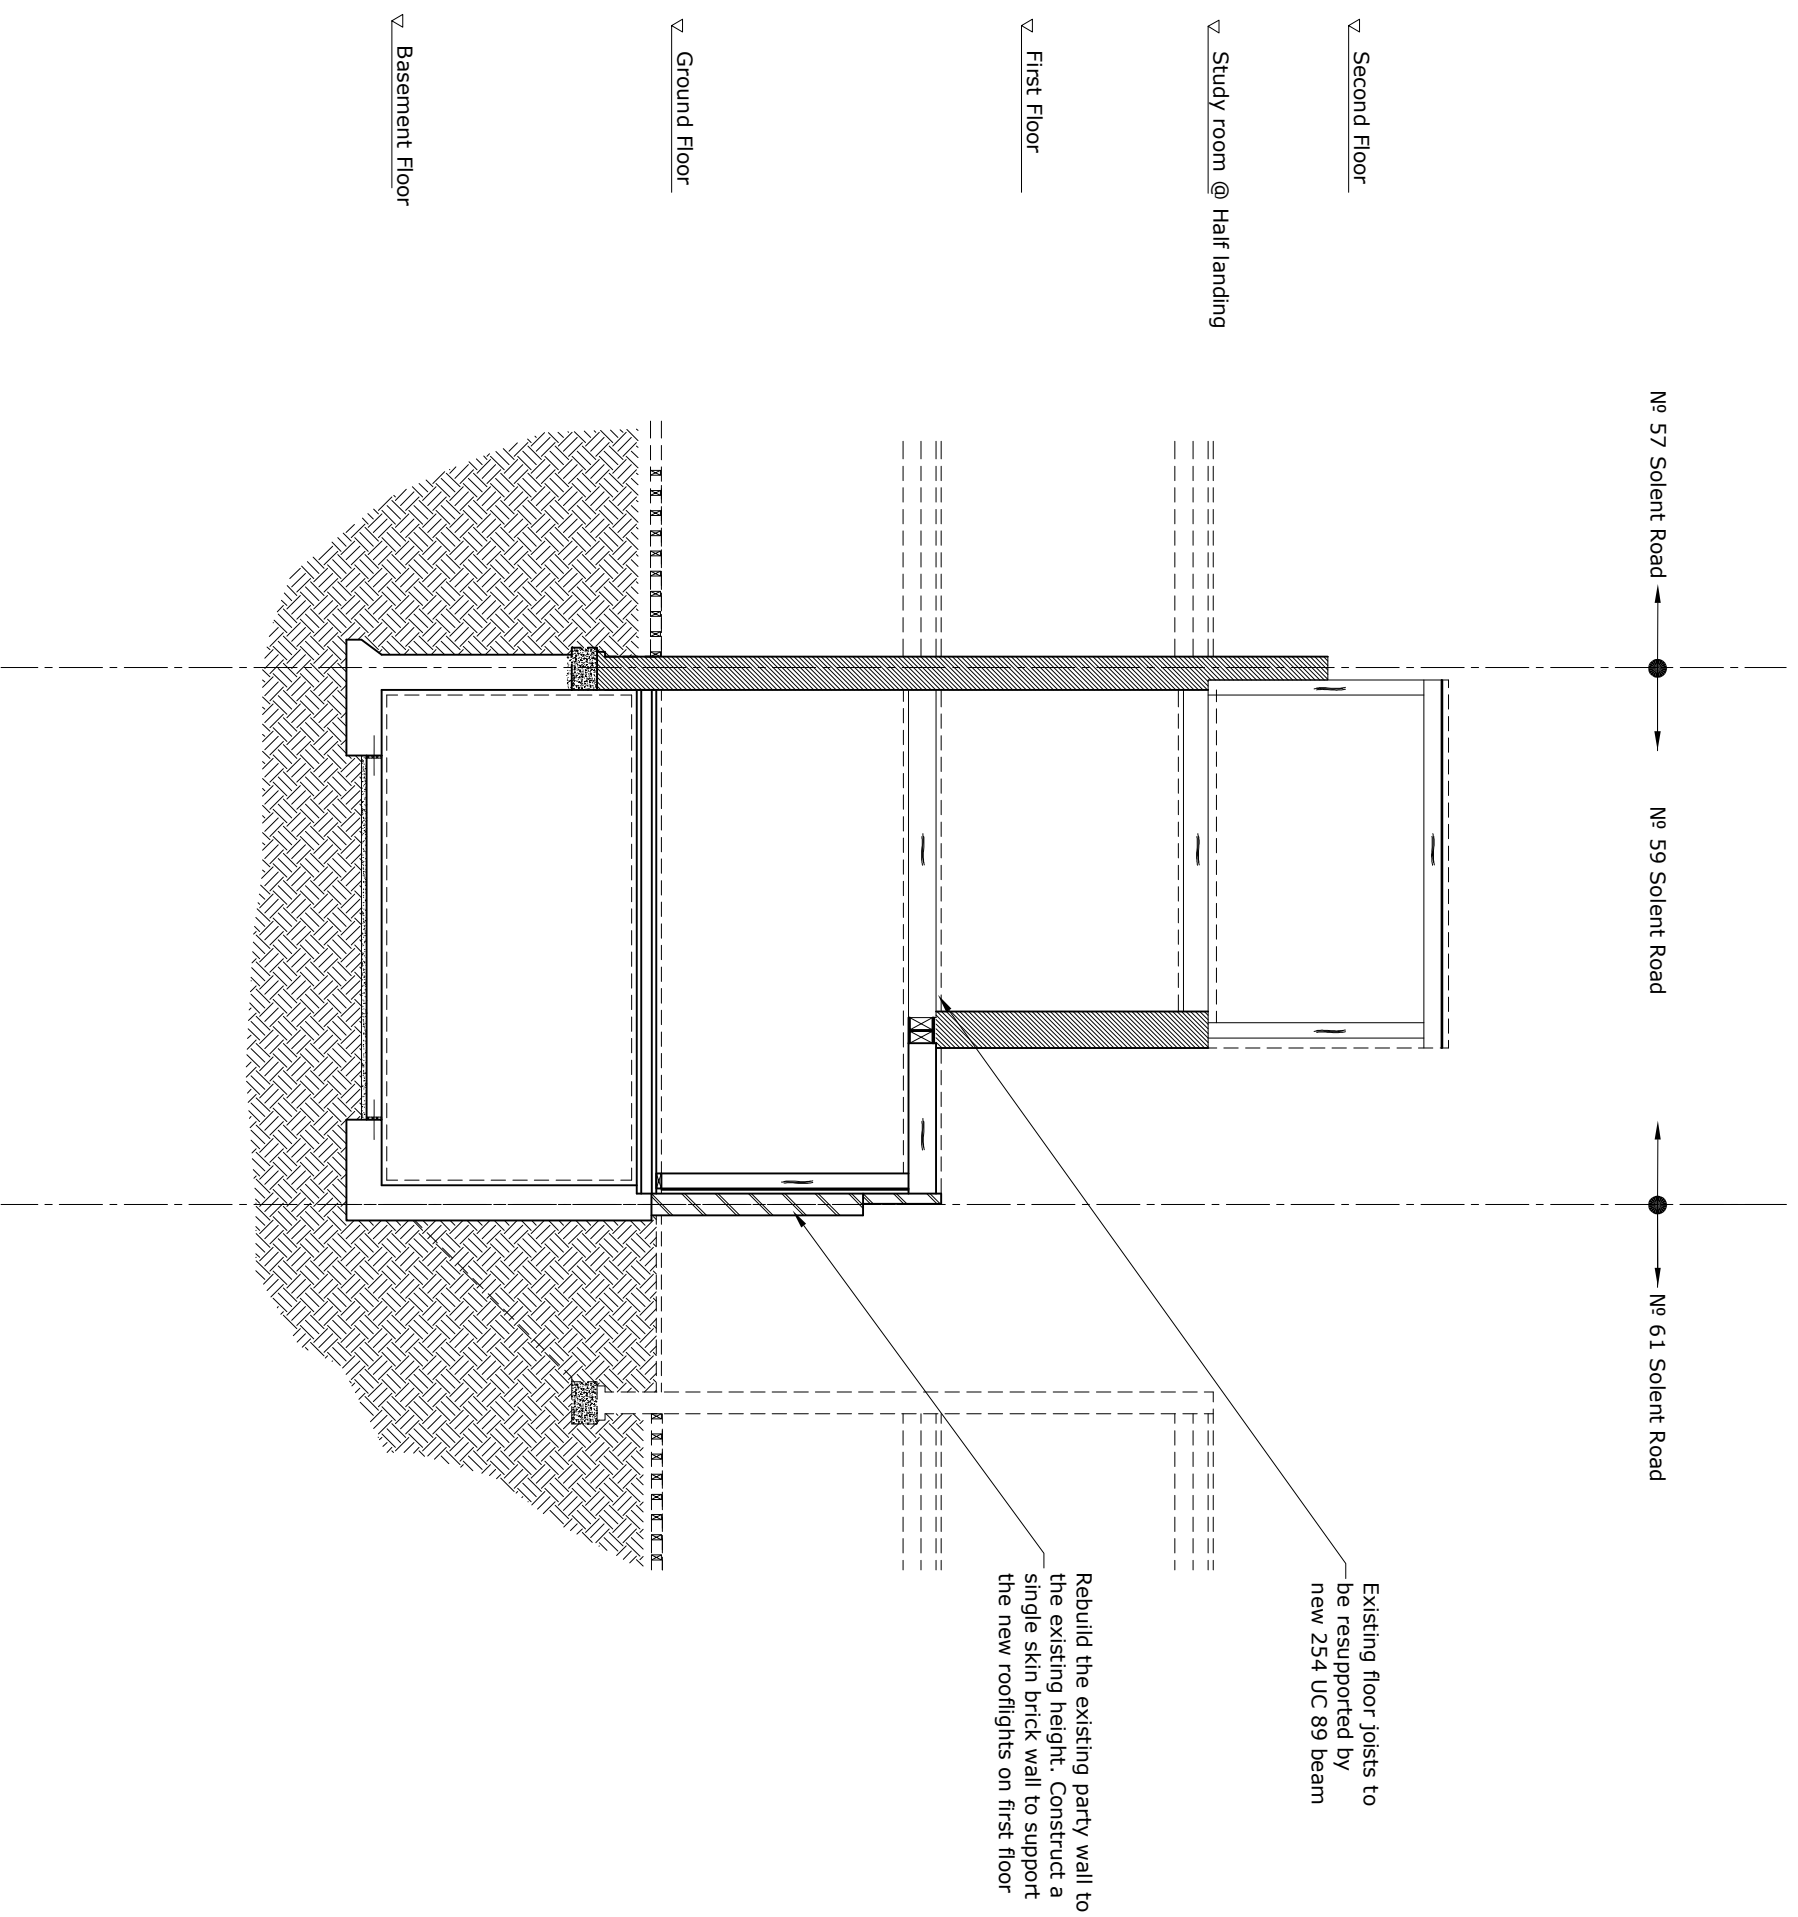 Nº 57 Solent Road
Nº 59 Solent Road
Nº 61 Solent Road
Second Floor
Study room @ Half landing
First Floor
Ground Floor
Basement Floor
Existing floor joists to
be resupported by
new 254 UC 89 beam
Rebuild the existing party wall to
the existing height. Construct a
single skin brick wall to support
the new rooflights on first floor